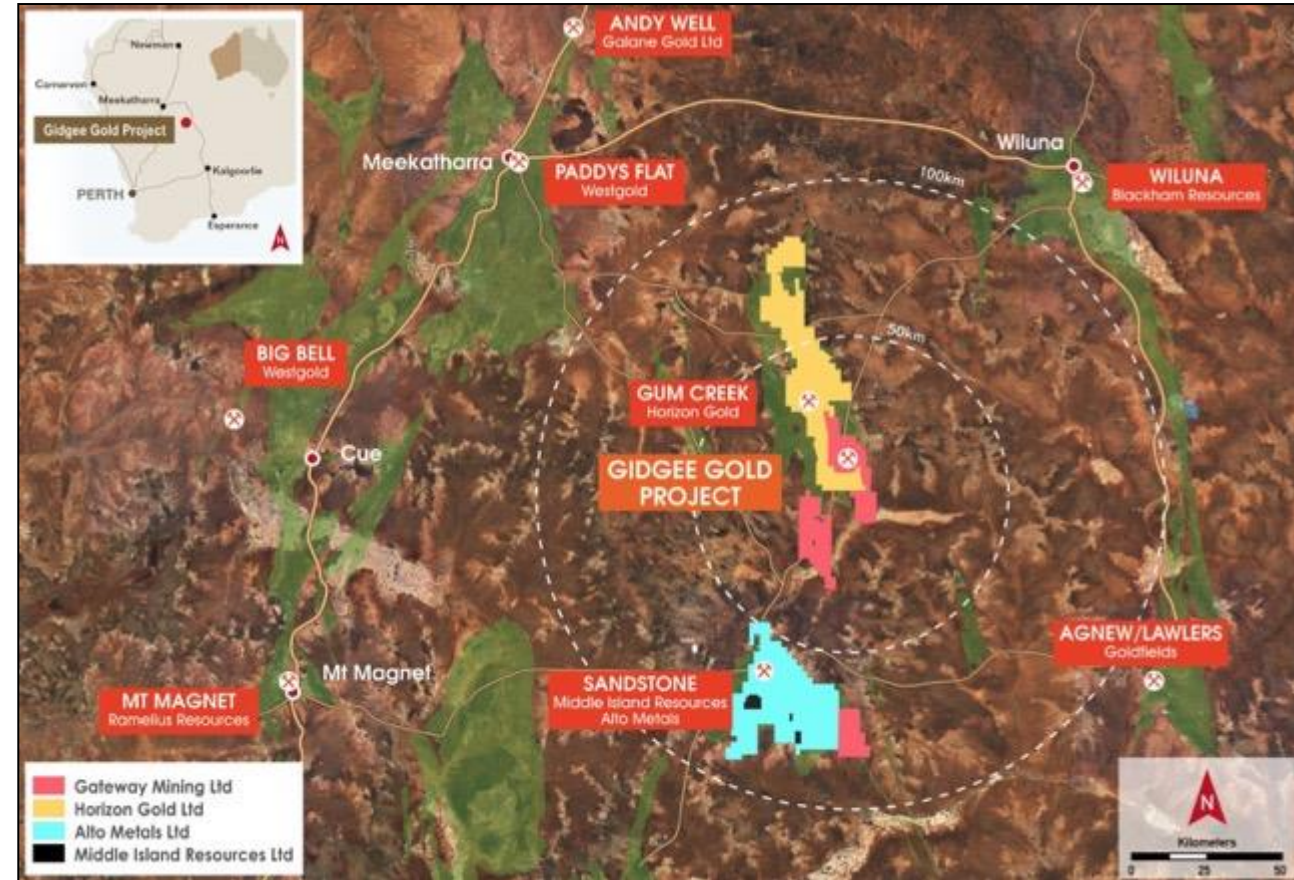 Newman
Carnarvon
Meekatharra
Gidgee Gold Project
Kalgoorlie
PERTH
Esperance
N
ANDY WELL
Galane Gold Ltd
Meekatharra
PADDYS FLAT
Westgold
Wiluna
WILUNA
Blackham Resources
100km
50km
BIG BELL
Westgold
GUM CREEK
Horizon Gold
Cue
GIDGEE GOLD
PROJECT
AGNEW/LAWLERS
Goldfields
Mt Magnet
MT MAGNET
Ramelius Resources
SANDSTONE
Middle Island Resources
Alto Metals
Gateway Mining Ltd
Horizon Gold Ltd
Alto Metals Ltd
Middle Island Resources Ltd
N
Kilometers
0 25 50